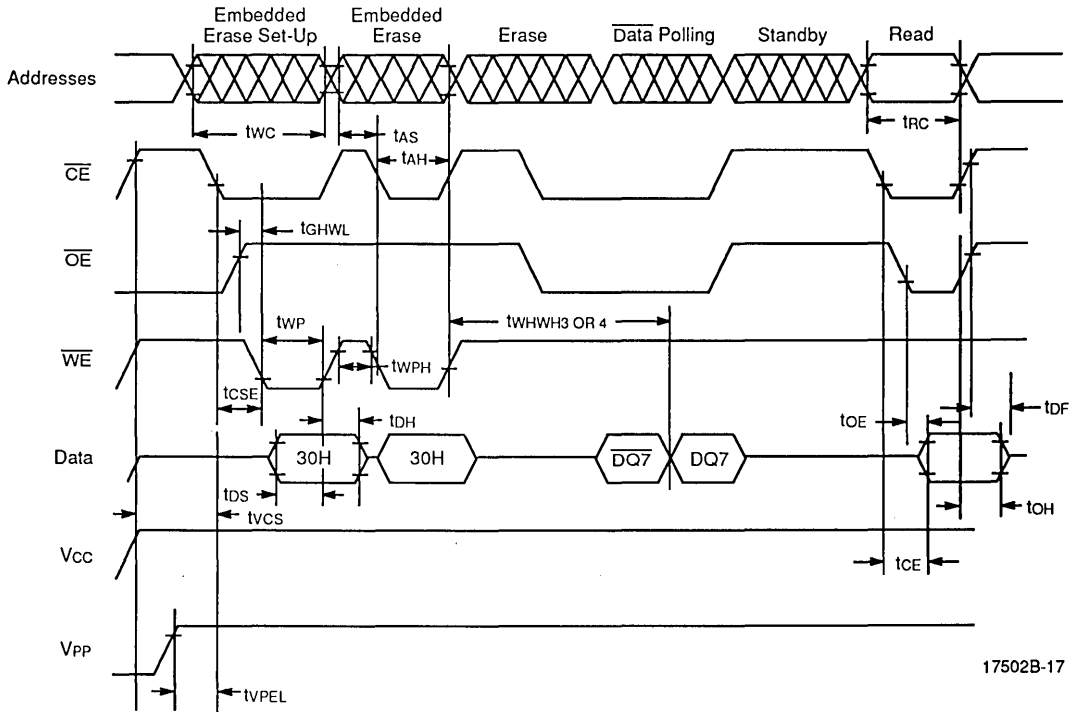 Embedded
Erase Set-Up
Embedded
Erase
Erase
Data Polling
Standby
Read
Addresses
tWC
tAS
tAH
tRC
CE
tGHWL
OE
tWP
tWHWH3 OR 4
WE
tWPH
tCSE
tDH
tOE
tDF
Data
30H
30H
DQ7
DQ7
tDS
tVCS
tOH
VCC
tCE
VPP
17502B-17
tVPEL